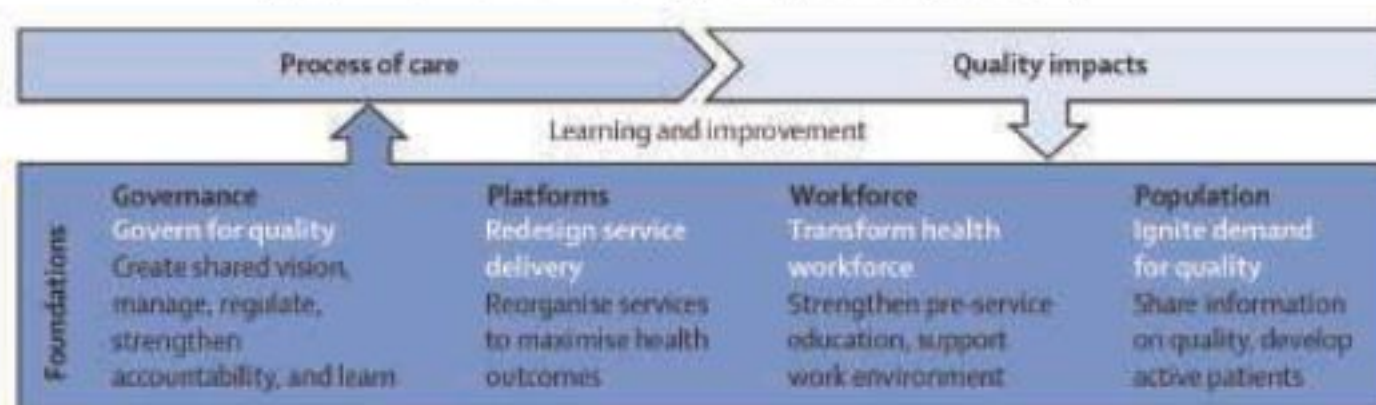 Process of care
Quality impacts
Learning and improvement
Foundations
Governance
Govern for quality
Create shared vision,
manage, regulate,
strengthen
accountability, and learn
Platforms
Redesign service
delivery
Reorganise services
to maximise health
outcomes
Workforce
Transform health
workforce
Strengthen pre-service
education, support
work environment
Population
Ignite demand
for quality
Share information
on quality, develop
active patients